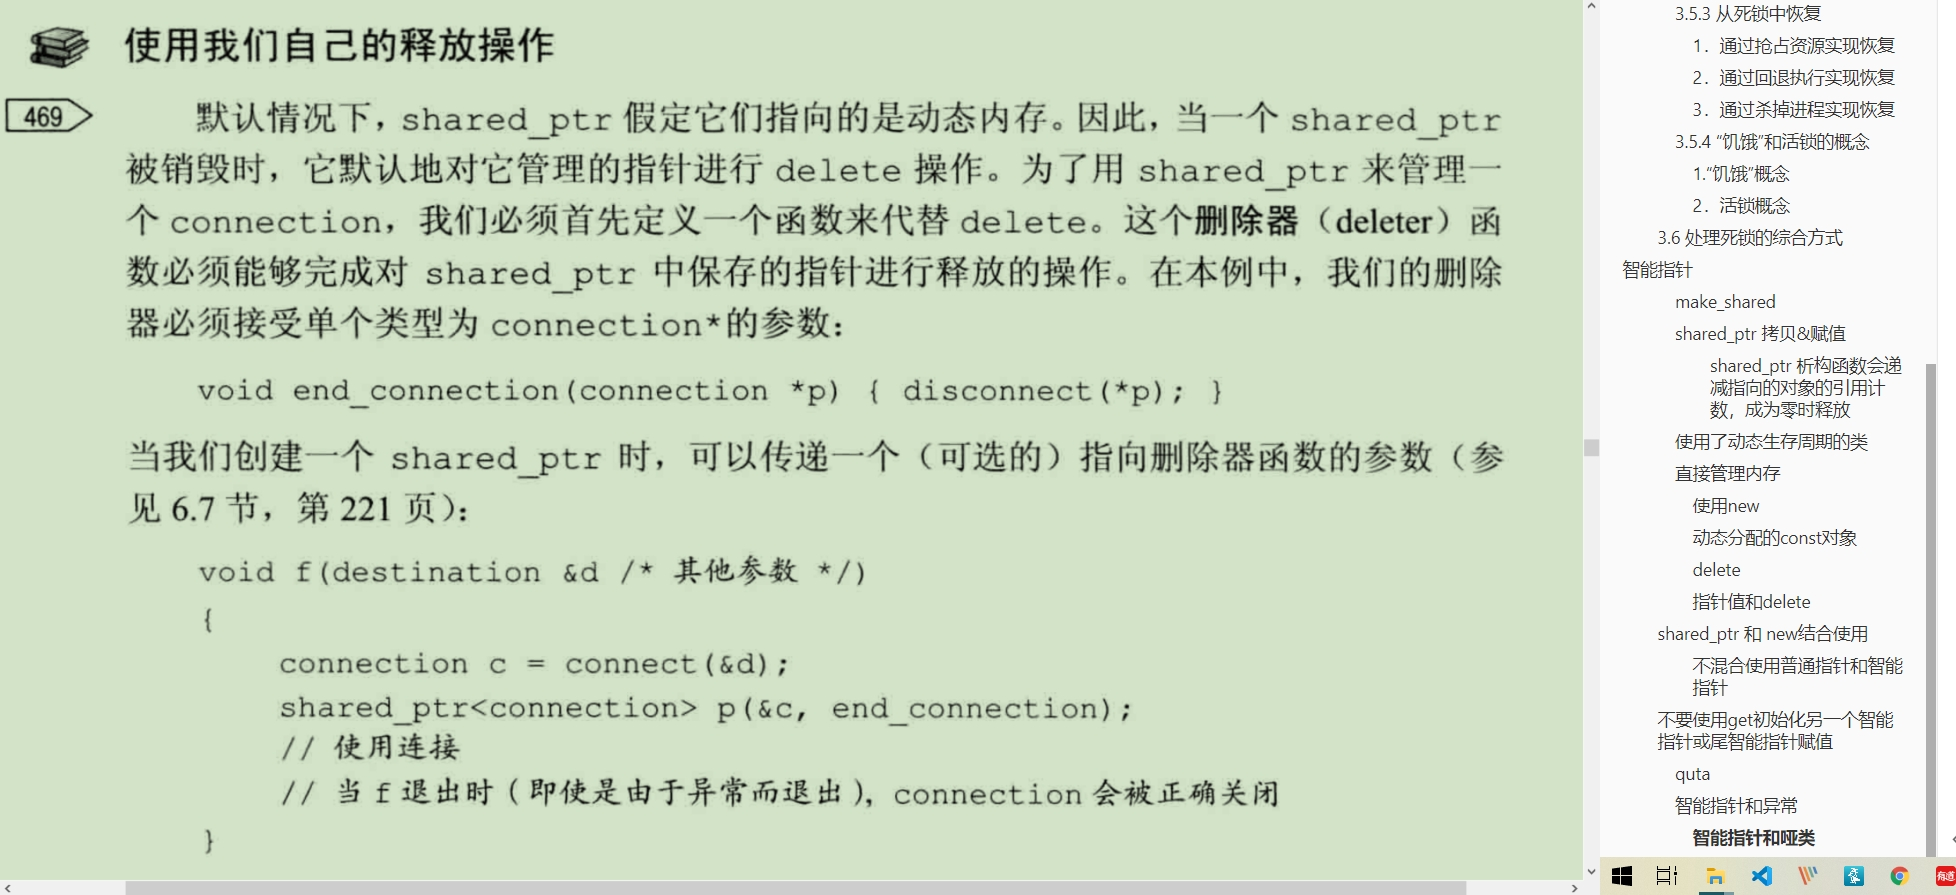 使用我们自己的释放操作
469
默认情况下，shared_ptr 假定它们指向的是动态内存。因此，当一个 shared_ptr
被销毁时，它默认地对它管理的指针进行 delete 操作。为了用 shared_ptr 来管理一
个 connection，我们必须首先定义一个函数来代替 delete。这个删除器（deleter）函
数必须能够完成对 shared_ptr 中保存的指针进行释放的操作。在本例中，我们的删除
器必须接受单个类型为 connection*的参数：
void end_connection(connection *p) { disconnect(*p); }
当我们创建一个 shared_ptr 时，可以传递一个（可选的）指向删除器函数的参数（参
见 6.7 节，第 221 页）：
void f(destination &d /* 其他参数 */)
{
connection c = connect(&d);
shared_ptr<connection> p(&c, end_connection);
// 使用连接
// 当 f 退出时（即使是由于异常而退出），connection 会被正确关闭
}
3.5.3 从死锁中恢复
1．通过抢占资源实现恢复
2．通过回退执行实现恢复
3．通过杀掉进程实现恢复
3.5.4 “饥饿”和活锁的概念
1.“饥饿”概念
2．活锁概念
3.6 处理死锁的综合方式
智能指针
make_shared
shared_ptr 拷贝&赋值
shared_ptr 析构函数会递
减指向的对象的引用计
数，成为零时释放
使用了动态生存周期的类
直接管理内存
使用new
动态分配的const对象
delete
指针值和delete
shared_ptr 和 new结合使用
不混合使用普通指针和智能
指针
不要使用get初始化另一个智能
指针或尾智能指针赋值
quta
智能指针和异常
智能指针和哑类
有道